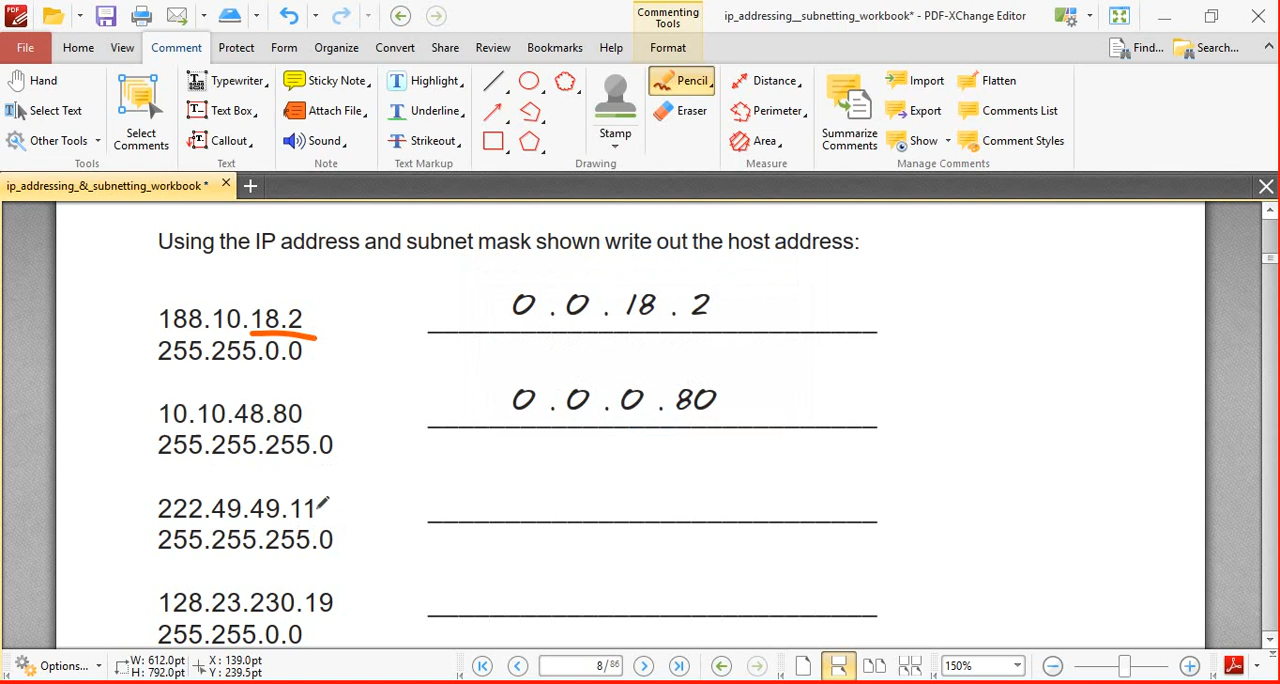 Commenting Tools
ip_addressing__subnetting_workbook* - PDF-XChange Editor
File Home View Comment Protect Form Organize Convert Share Review Bookmarks Help Format Find... Search...
Hand Typewriter Sticky Note Highlight Pencil Distance Import Flatten
Select Text Text Box Attach File Underline Eraser Perimeter Export Comments List
Other Tools Select Comments Callout Sound Strikeout Stamp Area Summarize Comments Show Comment Styles
Tools Text Note Text Markup Drawing Measure Manage Comments
ip_addressing_&_subnetting_workbook *
Using the IP address and subnet mask shown write out the host address:
188.10.18.2 0 . 0 . 18 . 2
255.255.0.0
10.10.48.80 0 . 0 . 0 . 80
255.255.255.0
222.49.49.11
255.255.255.0
128.23.230.19
255.255.0.0
Options... W: 612.0pt H: 792.0pt X: 139.0pt Y: 239.5pt 8 / 86 150%